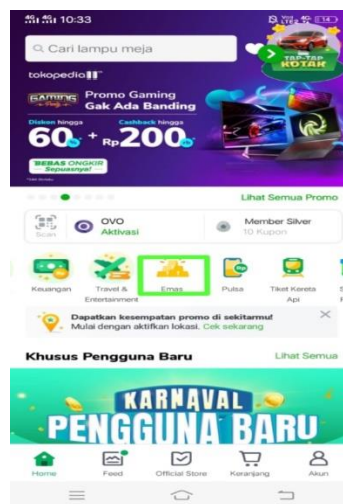 4G 4G 10:33
Cari lampu meja
TAP-TAP
KOTAK
tokopedia
GAMING
Promo Gaming
Gak Ada Banding
Diskon hingga
60%
+
Cashback hingga
Rp200rb
BEBAS ONGKIR
Sepuasnya!
Lihat Semua Promo
Scan
OVO
Aktivasi
Member Silver
10 Kupon
Keuangan
Travel &
Entertainment
Emas
Pulsa
Tiket Kereta
Api
Dapatkan kesempatan promo di sekitarmu!
Mulai dengan aktifkan lokasi. Cek sekarang
Khusus Pengguna Baru
Lihat Semua
KARNAVAL
PENGGUNA BARU
Home
Feed
Official Store
Keranjang
Akun